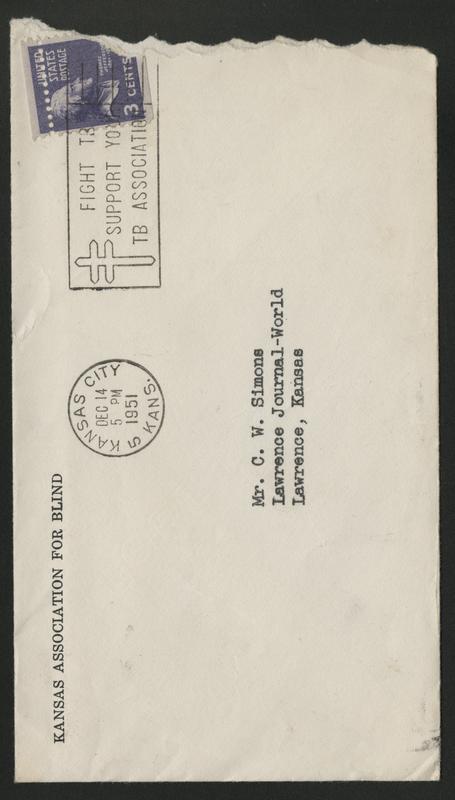 KANSAS ASSOCIATION FOR BLIND
KANSAS CITY
5 KANS.
DEC 14
5 PM
1951
FIGHT TB
SUPPORT YO
TB ASSOCIATION
UNITED
STATES
POSTAGE
3 CENTS
Mr. C. W. Simons
Lawrence Journal-World
Lawrence, Kansas